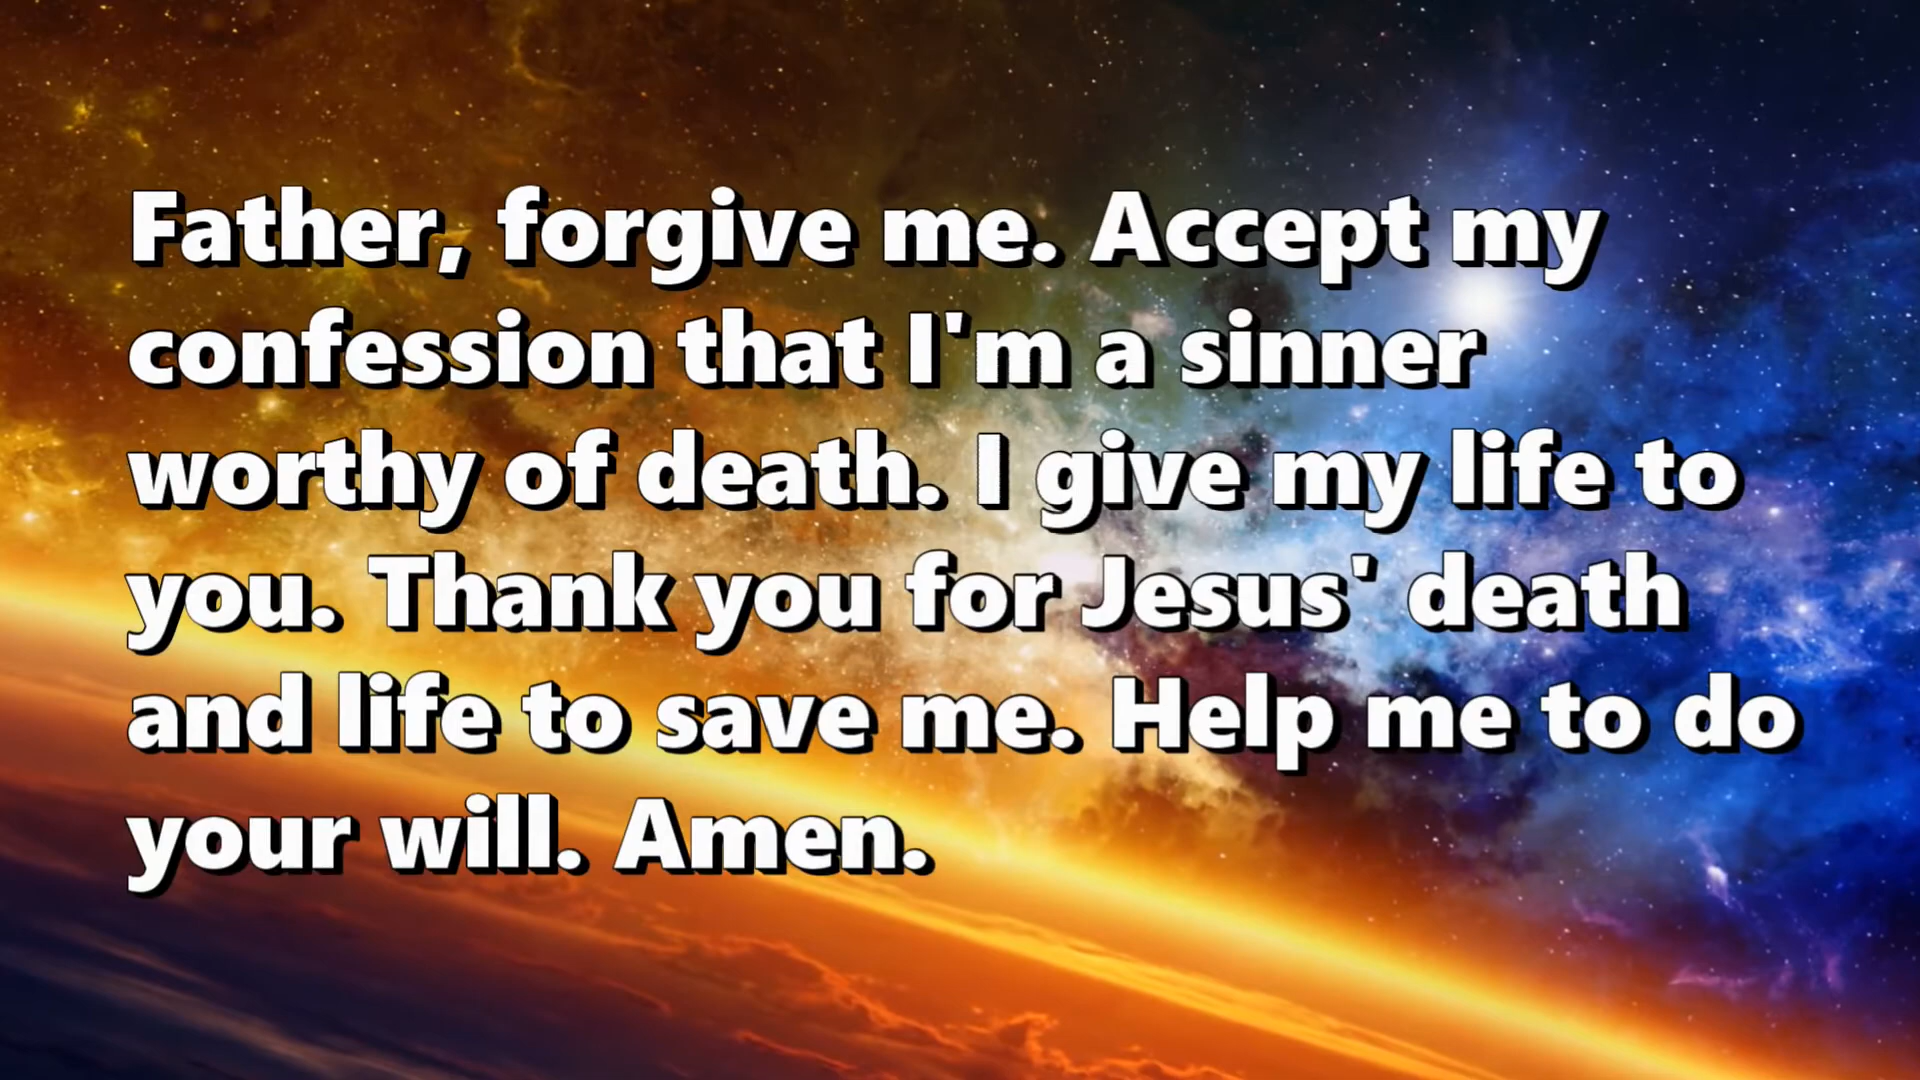 Father, forgive me. Accept my
confession that I'm a sinner
worthy of death. I give my life to
you. Thank you for Jesus' death
and life to save me. Help me to do
your will. Amen.